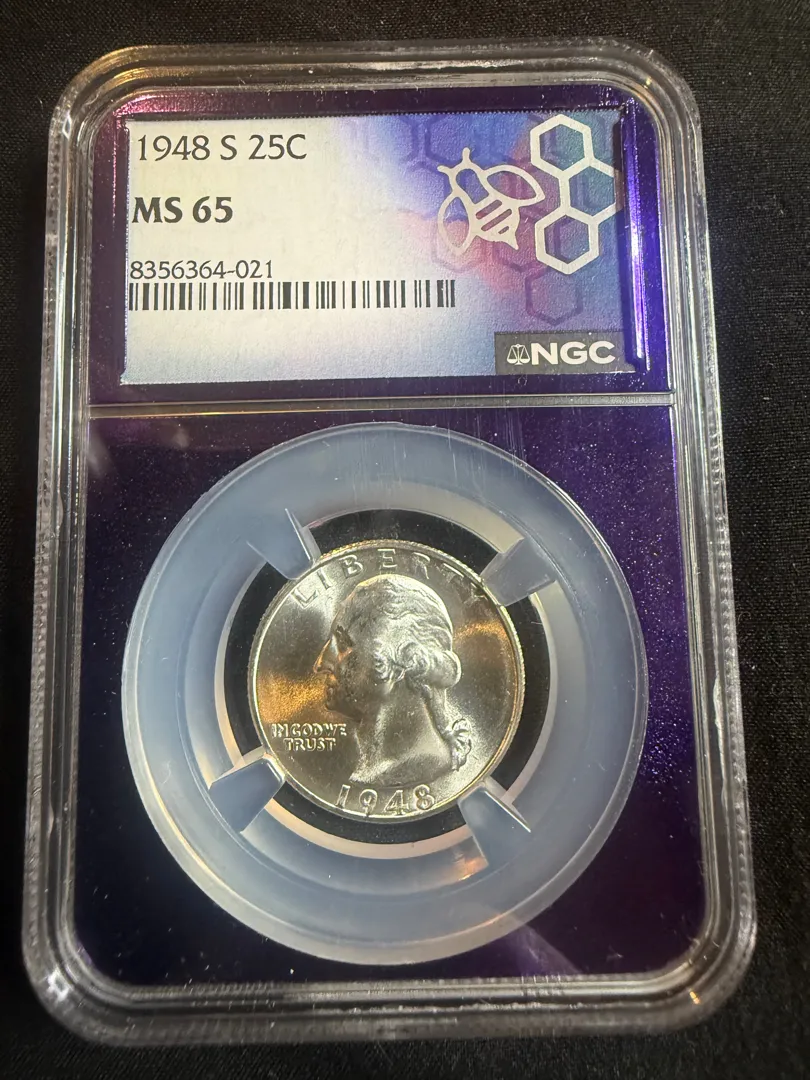 1948 S 25C
MS 65
8356364-021
NGC
LIBERTY
IN GOD WE
TRUST
1948